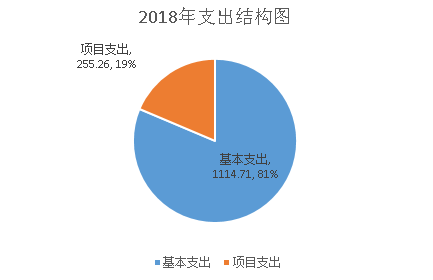 2018年支出结构图
项目支出,
255.26, 19%
基本支出,
1114.71, 81%
基本支出 项目支出